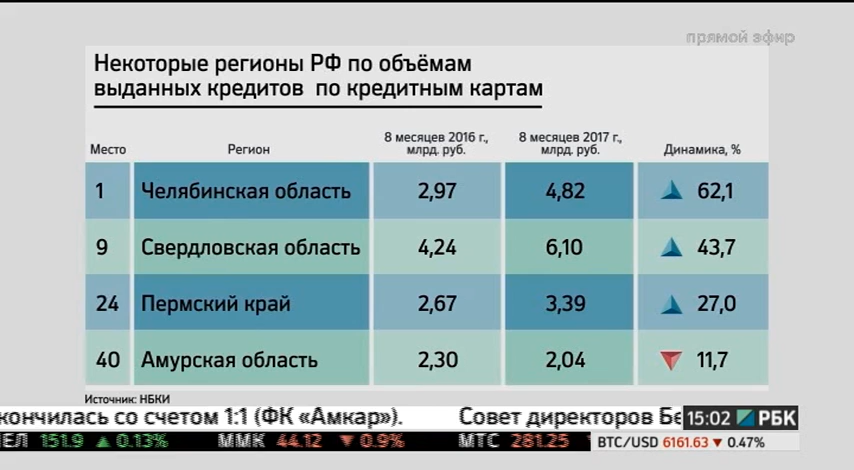 прямой эфир
Некоторые регионы РФ по объёмам
выданных кредитов по кредитным картам
Место Регион 8 месяцев 2016 г., млрд. руб. 8 месяцев 2017 г., млрд. руб. Динамика, %
1 Челябинская область 2,97 4,82 ▲ 62,1
9 Свердловская область 4,24 6,10 ▲ 43,7
24 Пермский край 2,67 3,39 ▲ 27,0
40 Амурская область 2,30 2,04 ▼ 11,7
Источник: НБКИ
кончилась со счетом 1:1 (ФК «Амкар»). Совет директоров Бе 15:02 РБК
ЕЛ 151.9 ▲ 0.13% ММК 44.12 ▼ 0.9% МТС 281.25 BTC/USD 6161.63 ▼ 0.47%